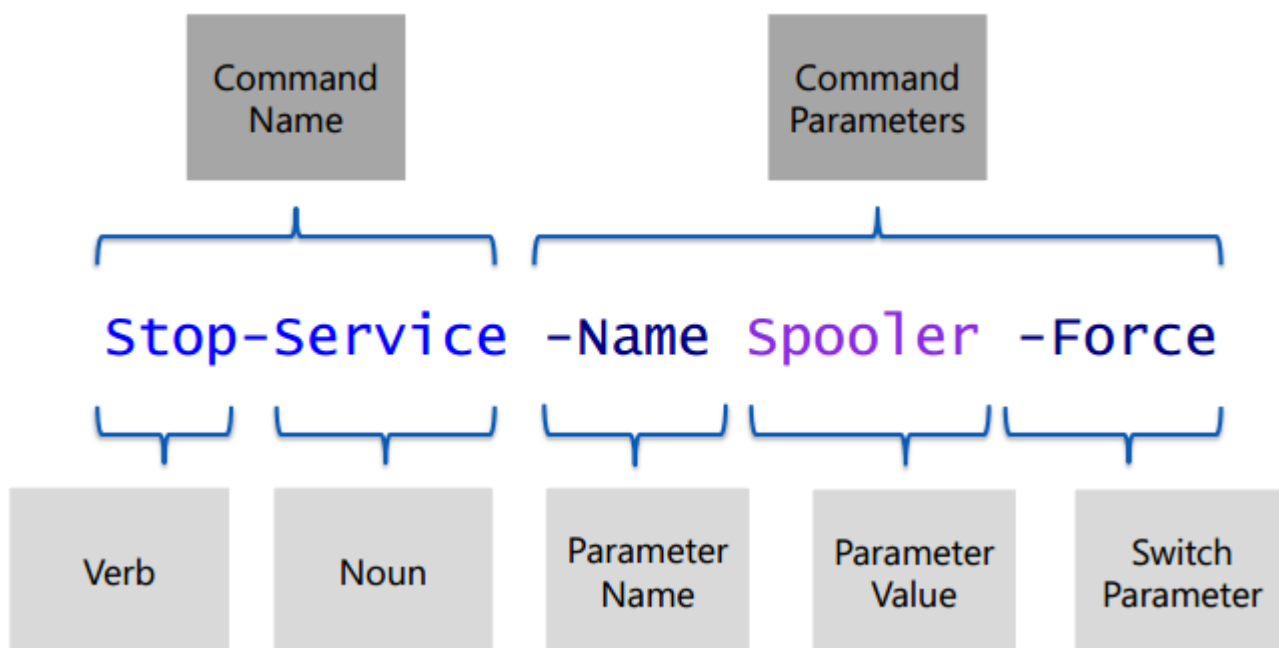 Command
Name
Command
Parameters
Stop-Service -Name Spooler -Force
Verb
Noun
Parameter
Name
Parameter
Value
Switch
Parameter